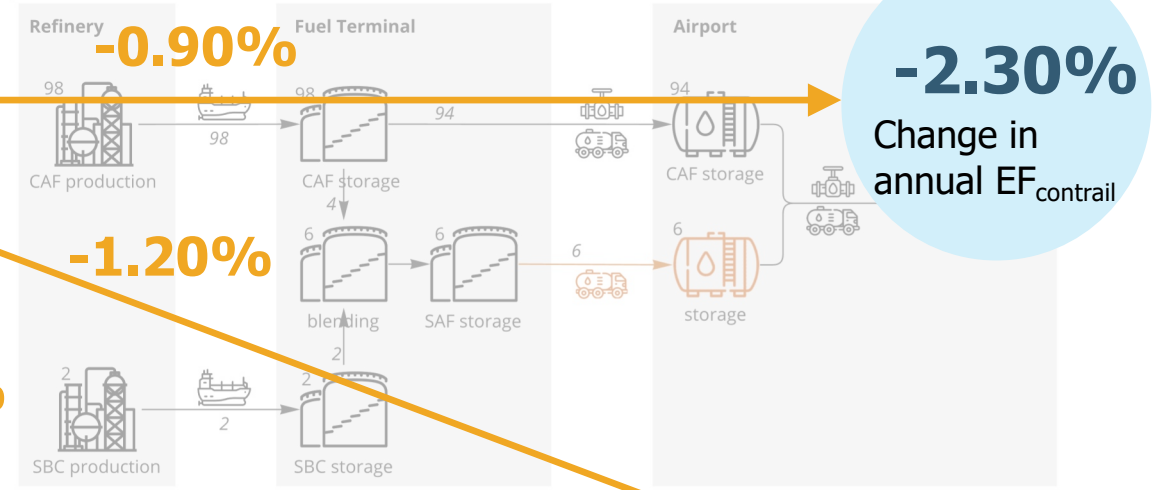 Refinery
Fuel Terminal
Airport
-0.90%
-2.30%
Change in
annual EFcontrail
98
98
98
94
94
CAF production
CAF storage
CAF storage
4
-1.20%
6
6
6
6
blending
SAF storage
storage
2
2
2
2
SBC production
SBC storage